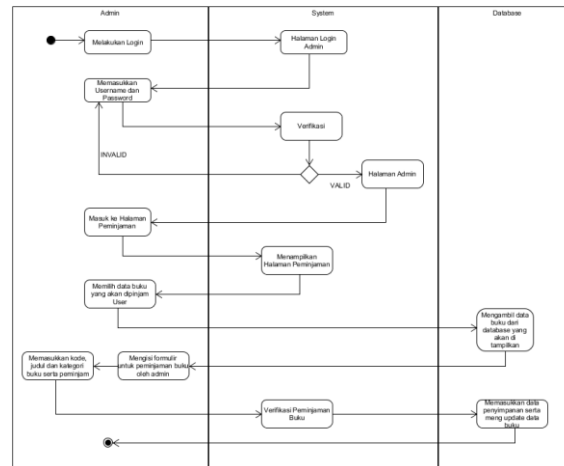 Admin
System
Database
Melakukan Login
Halaman Login
Admin
Memasukkan
Username dan
Password
Verifikasi
INVALID
VALID
Halaman Admin
Masuk ke Halaman
Peminjaman
Menampilkan
Halaman Peminjaman
Memilih data buku
yang akan dipinjam
User
Mengambil data
buku dari
database yang
akan di
tampilkan
Mengisi formulir
untuk peminjaman buku
oleh admin
Memasukkan kode,
judul dan kategori
buku serta peminjam
Verifikasi Peminjaman
Buku
Memasukkan data
penyimpanan serta
meng update data
buku